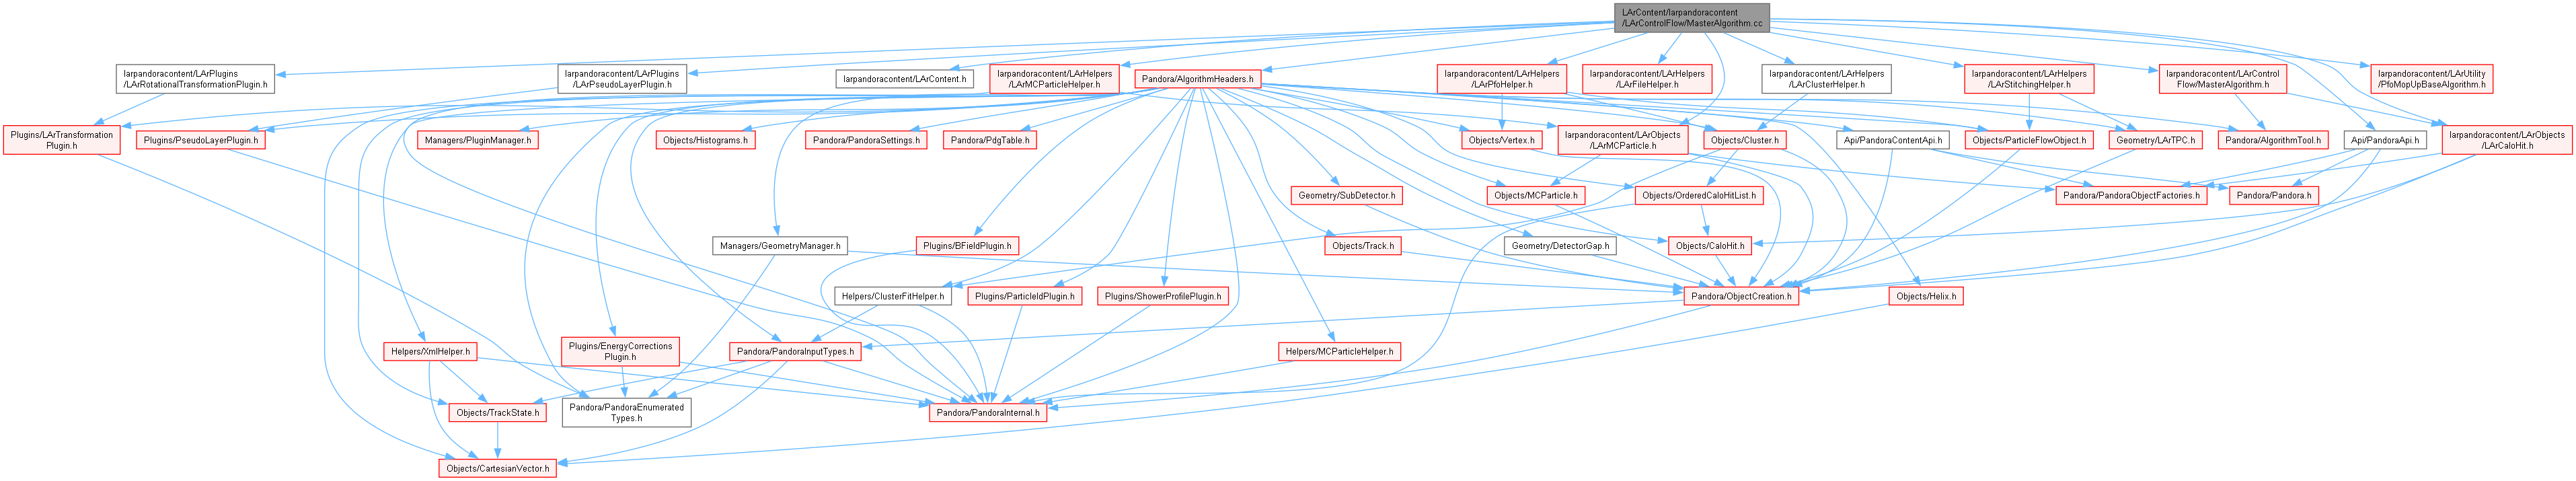 LArContent/larpandoracontent
/LArControlFlow/MasterAlgorithm.cc
larpandoracontent/LArPlugins
/LArRotationalTransformationPlugin.h
larpandoracontent/LArPlugins
/LArPseudoLayerPlugin.h
larpandoracontent/LArContent.h
larpandoracontent/LArHelpers
/LArMCParticleHelper.h
Pandora/AlgorithmHeaders.h
larpandoracontent/LArHelpers
/LArPfoHelper.h
larpandoracontent/LArHelpers
/LArFileHelper.h
larpandoracontent/LArHelpers
/LArClusterHelper.h
larpandoracontent/LArHelpers
/LArStitchingHelper.h
larpandoracontent/LArControl
Flow/MasterAlgorithm.h
larpandoracontent/LArUtility
/PfoMopUpBaseAlgorithm.h
Plugins/LArTransformation
Plugin.h
Plugins/PseudoLayerPlugin.h
Managers/PluginManager.h
Objects/Histograms.h
Pandora/PandoraSettings.h
Pandora/PdgTable.h
Objects/Vertex.h
larpandoracontent/LArObjects
/LArMCParticle.h
Objects/Cluster.h
Api/PandoraContentApi.h
Objects/ParticleFlowObject.h
Geometry/LArTPC.h
Pandora/AlgorithmTool.h
Api/PandoraApi.h
larpandoracontent/LArObjects
/LArCaloHit.h
Geometry/SubDetector.h
Objects/MCParticle.h
Objects/OrderedCaloHitList.h
Pandora/PandoraObjectFactories.h
Pandora/Pandora.h
Managers/GeometryManager.h
Plugins/BFieldPlugin.h
Objects/Track.h
Geometry/DetectorGap.h
Objects/CaloHit.h
Helpers/ClusterFitHelper.h
Plugins/ParticleIdPlugin.h
Plugins/ShowerProfilePlugin.h
Pandora/ObjectCreation.h
Objects/Helix.h
Helpers/XmlHelper.h
Plugins/EnergyCorrections
Plugin.h
Pandora/PandoraInputTypes.h
Helpers/MCParticleHelper.h
Objects/TrackState.h
Pandora/PandoraEnumerated
Types.h
Pandora/PandoraInternal.h
Objects/CartesianVector.h